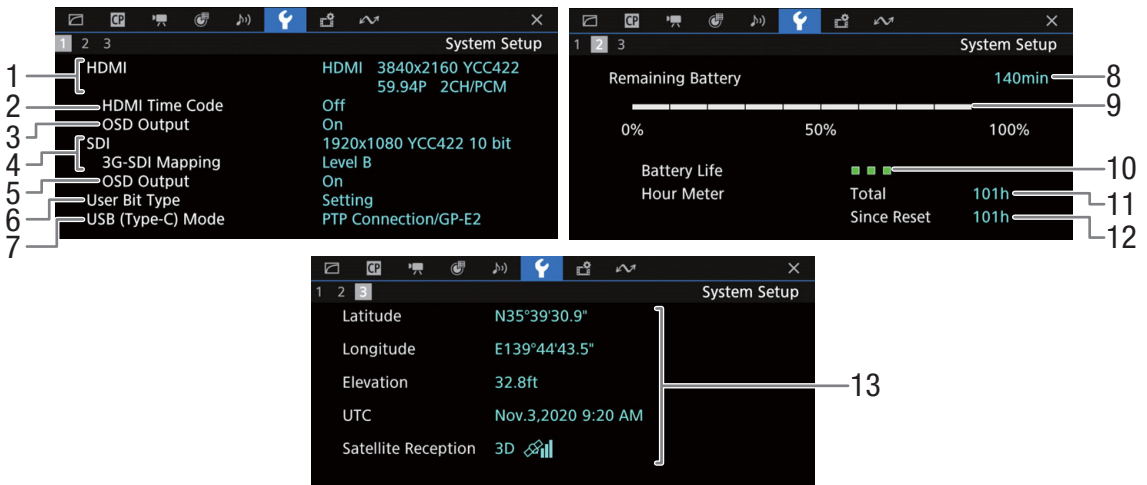 CP
1 2 3
System Setup
1
HDMI
HDMI 3840x2160 YCC422
59.94P 2CH/PCM
2
HDMI Time Code
Off
3
OSD Output
On
4
SDI
1920x1080 YCC422 10 bit
3G-SDI Mapping
Level B
5
OSD Output
On
6
User Bit Type
Setting
7
USB (Type-C) Mode
PTP Connection/GP-E2
CP
1 2 3
System Setup
Remaining Battery
140min
8
9
0% 50% 100%
Battery Life
10
Hour Meter
Total
101h
11
Since Reset
101h
12
CP
1 2 3
System Setup
Latitude
N35°39'30.9"
Longitude
E139°44'43.5"
Elevation
32.8ft
13
UTC
Nov.3,2020 9:20 AM
Satellite Reception
3D